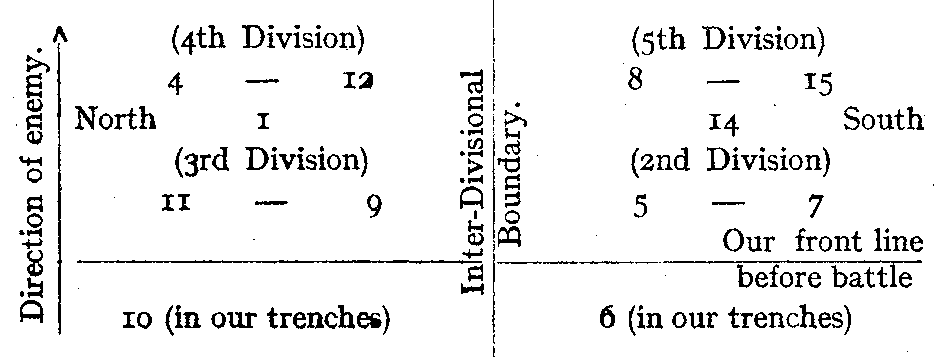 Direction of enemy.
(4th Division)
4 — 12
North 1
(3rd Division)
11 — 9
10 (in our trenches)
Inter-Divisional
Boundary.
(5th Division)
8 — 15
14 South
(2nd Division)
5 — 7
Our front line
before battle
6 (in our trenches)